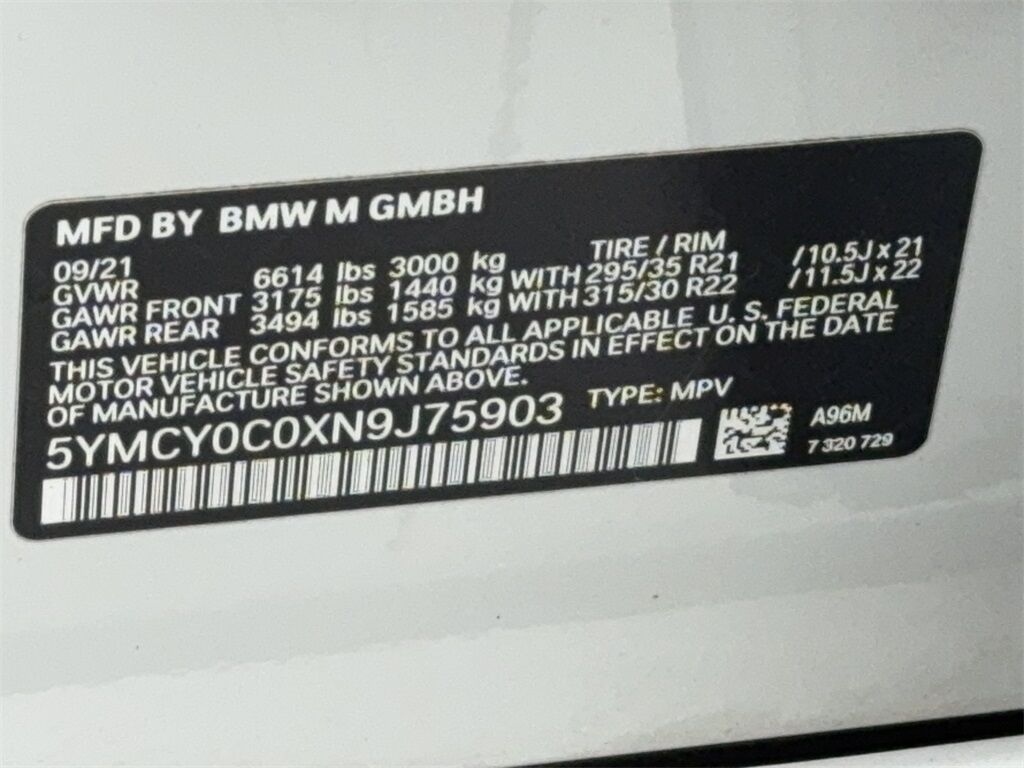 MFD BY BMW M GMBH
09/21 TIRE / RIM
GVWR 6614 lbs 3000 kg
GAWR FRONT 3175 lbs 1440 kg WITH 295/35 R21 /10.5J x 21
GAWR REAR 3494 lbs 1585 kg WITH 315/30 R22 /11.5J x 22
THIS VEHICLE CONFORMS TO ALL APPLICABLE U. S. FEDERAL
MOTOR VEHICLE SAFETY STANDARDS IN EFFECT ON THE DATE
OF MANUFACTURE SHOWN ABOVE.
5YMCY0C0XN9J75903 TYPE: MPV
A96M
7 320 729